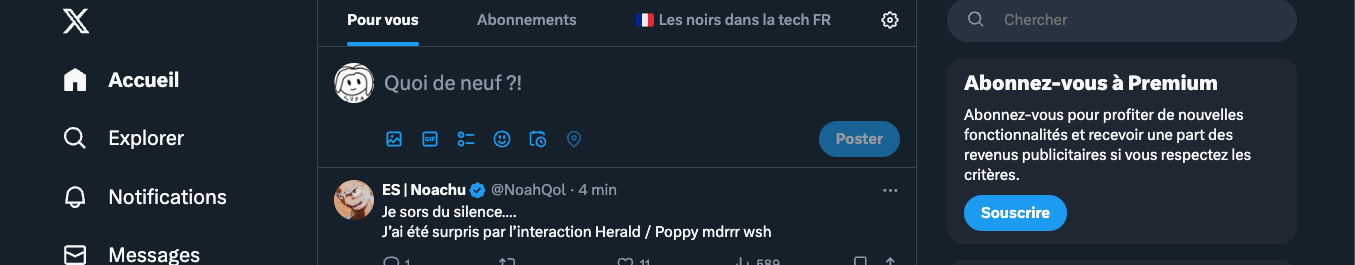 X
Accueil
Explorer
Notifications
Messages
Pour vous
Abonnements
🇫🇷 Les noirs dans la tech FR
Quoi de neuf ?!
GIF
Poster
ES | Noachu @NoahQol · 4 min
Je sors du silence....
J'ai été surpris par l'interaction Herald / Poppy mdrrr wsh
1
11
589
Chercher
Abonnez-vous à Premium
Abonnez-vous pour profiter de nouvelles
fonctionnalités et recevoir une part des
revenus publicitaires si vous respectez les
critères.
Souscrire